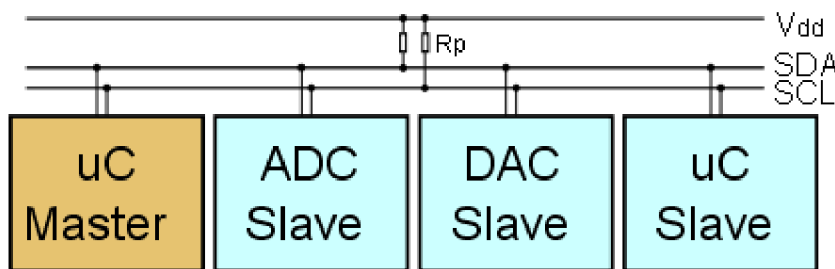 Vdd
Rp
SDA
SCL
uC
Master
ADC
Slave
DAC
Slave
uC
Slave